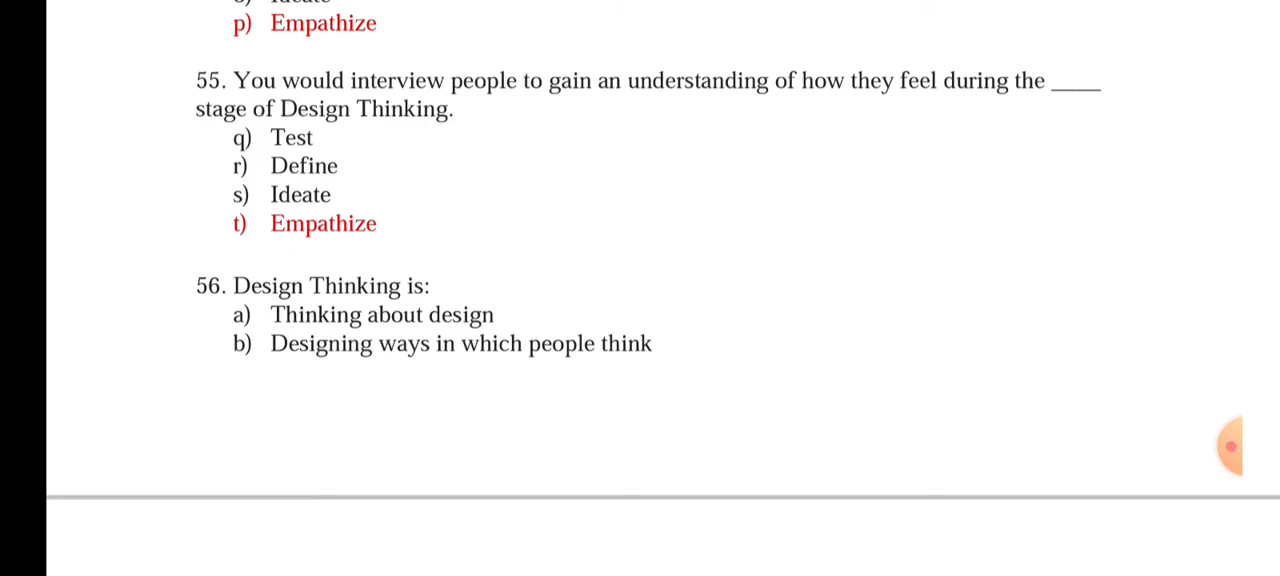 p) Empathize
55. You would interview people to gain an understanding of how they feel during the ____
stage of Design Thinking.
q) Test
r) Define
s) Ideate
t) Empathize
56. Design Thinking is:
a) Thinking about design
b) Designing ways in which people think